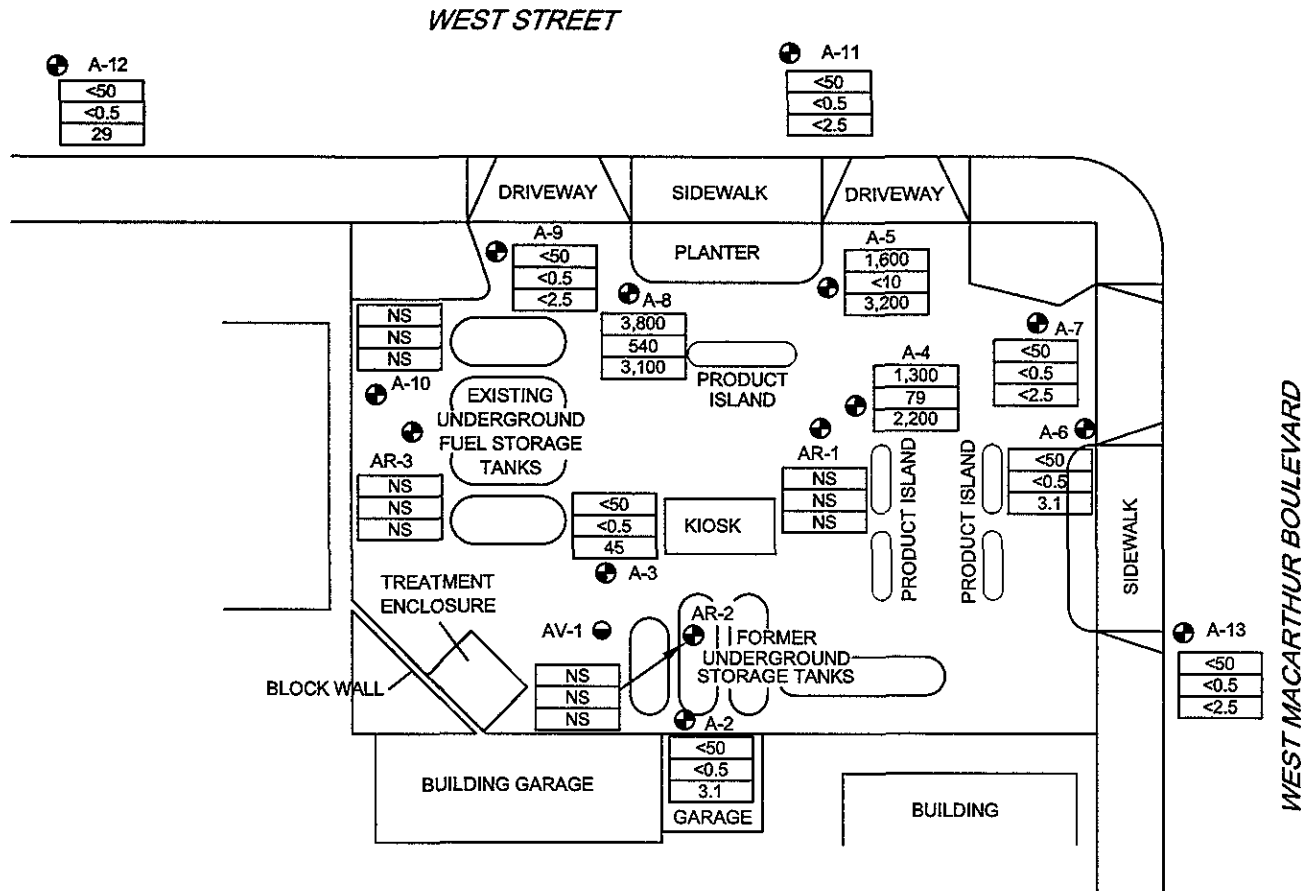 WEST STREET
A-12
<50
<0.5
29
A-11
<50
<0.5
<2.5
DRIVEWAY
SIDEWALK
DRIVEWAY
A-9
<50
<0.5
<2.5
PLANTER
A-5
1,600
<10
3,200
A-8
3,800
540
3,100
NS
NS
NS
A-10
A-7
<50
<0.5
<2.5
PRODUCT
ISLAND
A-4
1,300
79
2,200
EXISTING
UNDERGROUND
FUEL STORAGE
TANKS
AR-3
NS
NS
NS
AR-1
NS
NS
NS
A-6
<50
<0.5
3.1
PRODUCT ISLAND
PRODUCT ISLAND
<50
<0.5
45
A-3
KIOSK
SIDEWALK
WEST MACARTHUR BOULEVARD
TREATMENT
ENCLOSURE
AV-1
AR-2
NS
NS
NS
FORMER
UNDERGROUND
STORAGE TANKS
A-13
<50
<0.5
<2.5
BLOCK WALL
A-2
<50
<0.5
3.1
GARAGE
BUILDING GARAGE
BUILDING